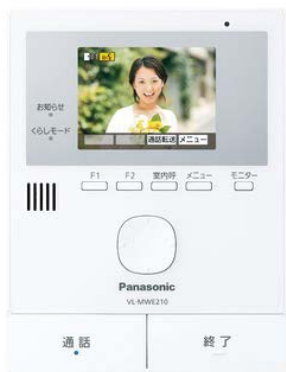 通話転送 メニュー
お知らせ
くらしモード
F1 F2 室内呼 メニュー モニター
Panasonic
VL-MWE210
通話 終了